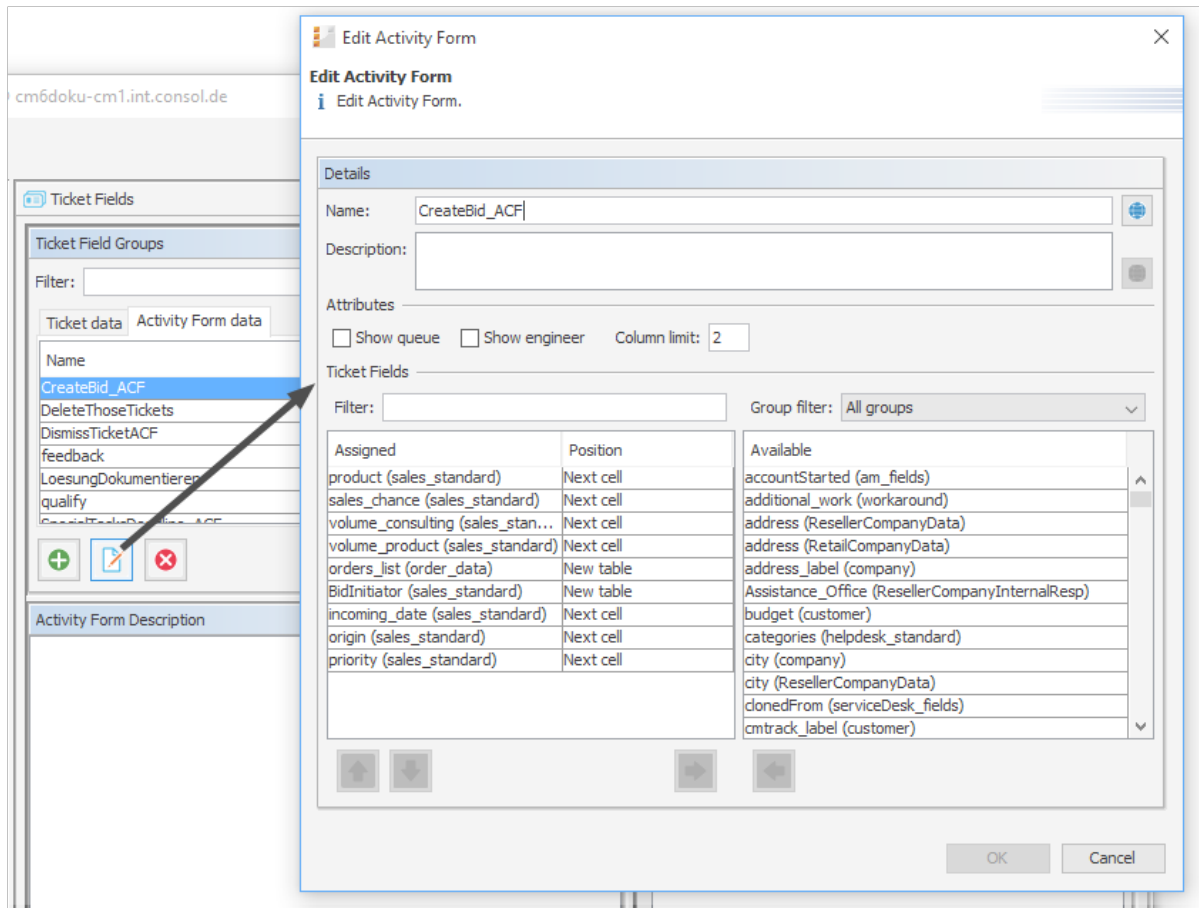 cm6doku-cm1.int.consol.de
Ticket Fields
Ticket Field Groups
Filter:
Ticket data Activity Form data
Name
CreateBid_ACF
DeleteThoseTickets
DismissTicketACF
feedback
LoesungDokumentieren
qualify
Activity Form Description
Edit Activity Form
Edit Activity Form
Edit Activity Form.
Details
Name: CreateBid_ACF
Description:
Attributes
Show queue Show engineer Column limit: 2
Ticket Fields
Filter: Group filter: All groups
Assigned Position Available
product (sales_standard) Next cell accountStarted (am_fields)
sales_chance (sales_standard) Next cell additional_work (workaround)
volume_consulting (sales_stan... Next cell address (ResellerCompanyData)
volume_product (sales_standard) Next cell address (RetailCompanyData)
orders_list (order_data) New table address_label (company)
BidInitiator (sales_standard) New table Assistance_Office (ResellerCompanyInternalResp)
incoming_date (sales_standard) Next cell budget (customer)
origin (sales_standard) Next cell categories (helpdesk_standard)
priority (sales_standard) Next cell city (company)
city (ResellerCompanyData)
clonedFrom (serviceDesk_fields)
cmtrack_label (customer)
OK Cancel